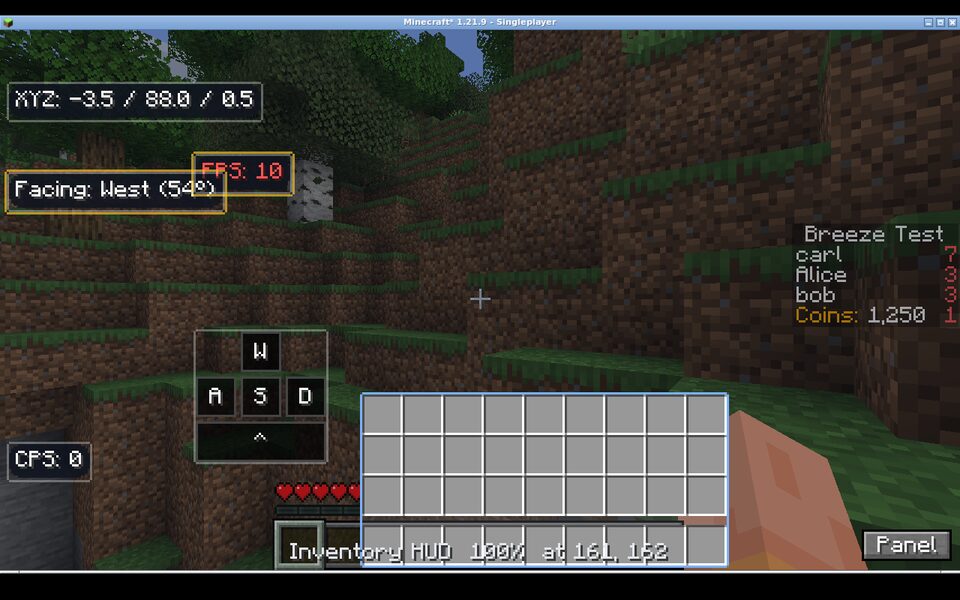 Minecraft* 1.21.9 - Singleplayer
XYZ: -3.5 / 88.0 / 0.5
FPS: 10
Facing: West (54º)
Breeze Test
carl 7
Alice 3
bob 3
Coins: 1,250 1
W
A S D
^
CPS: 0
Inventory HUD 100% at 161, 162
Panel